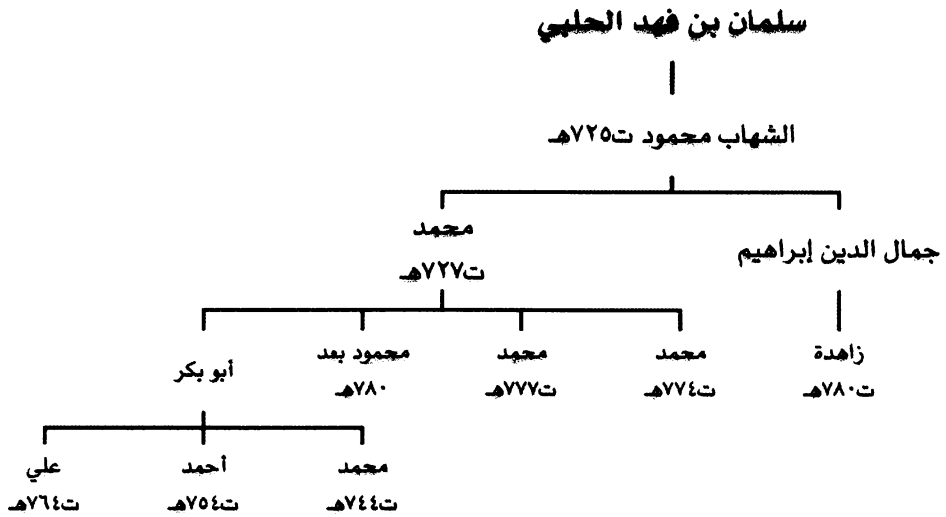 سلمان بن فهد الحلبي
الشهاب محمود ت٧٢٥هـ
جمال الدين إبراهيم
محمد
ت٧٢٧هـ
زاهدة
ت٧٨٠هـ
محمد
ت٧٧٤هـ
محمد
ت٧٧٧هـ
محمود بعد
٧٨٠هـ
أبو بكر
محمد
ت٧٤٤هـ
أحمد
ت٧٥٤هـ
علي
ت٧٦٤هـ